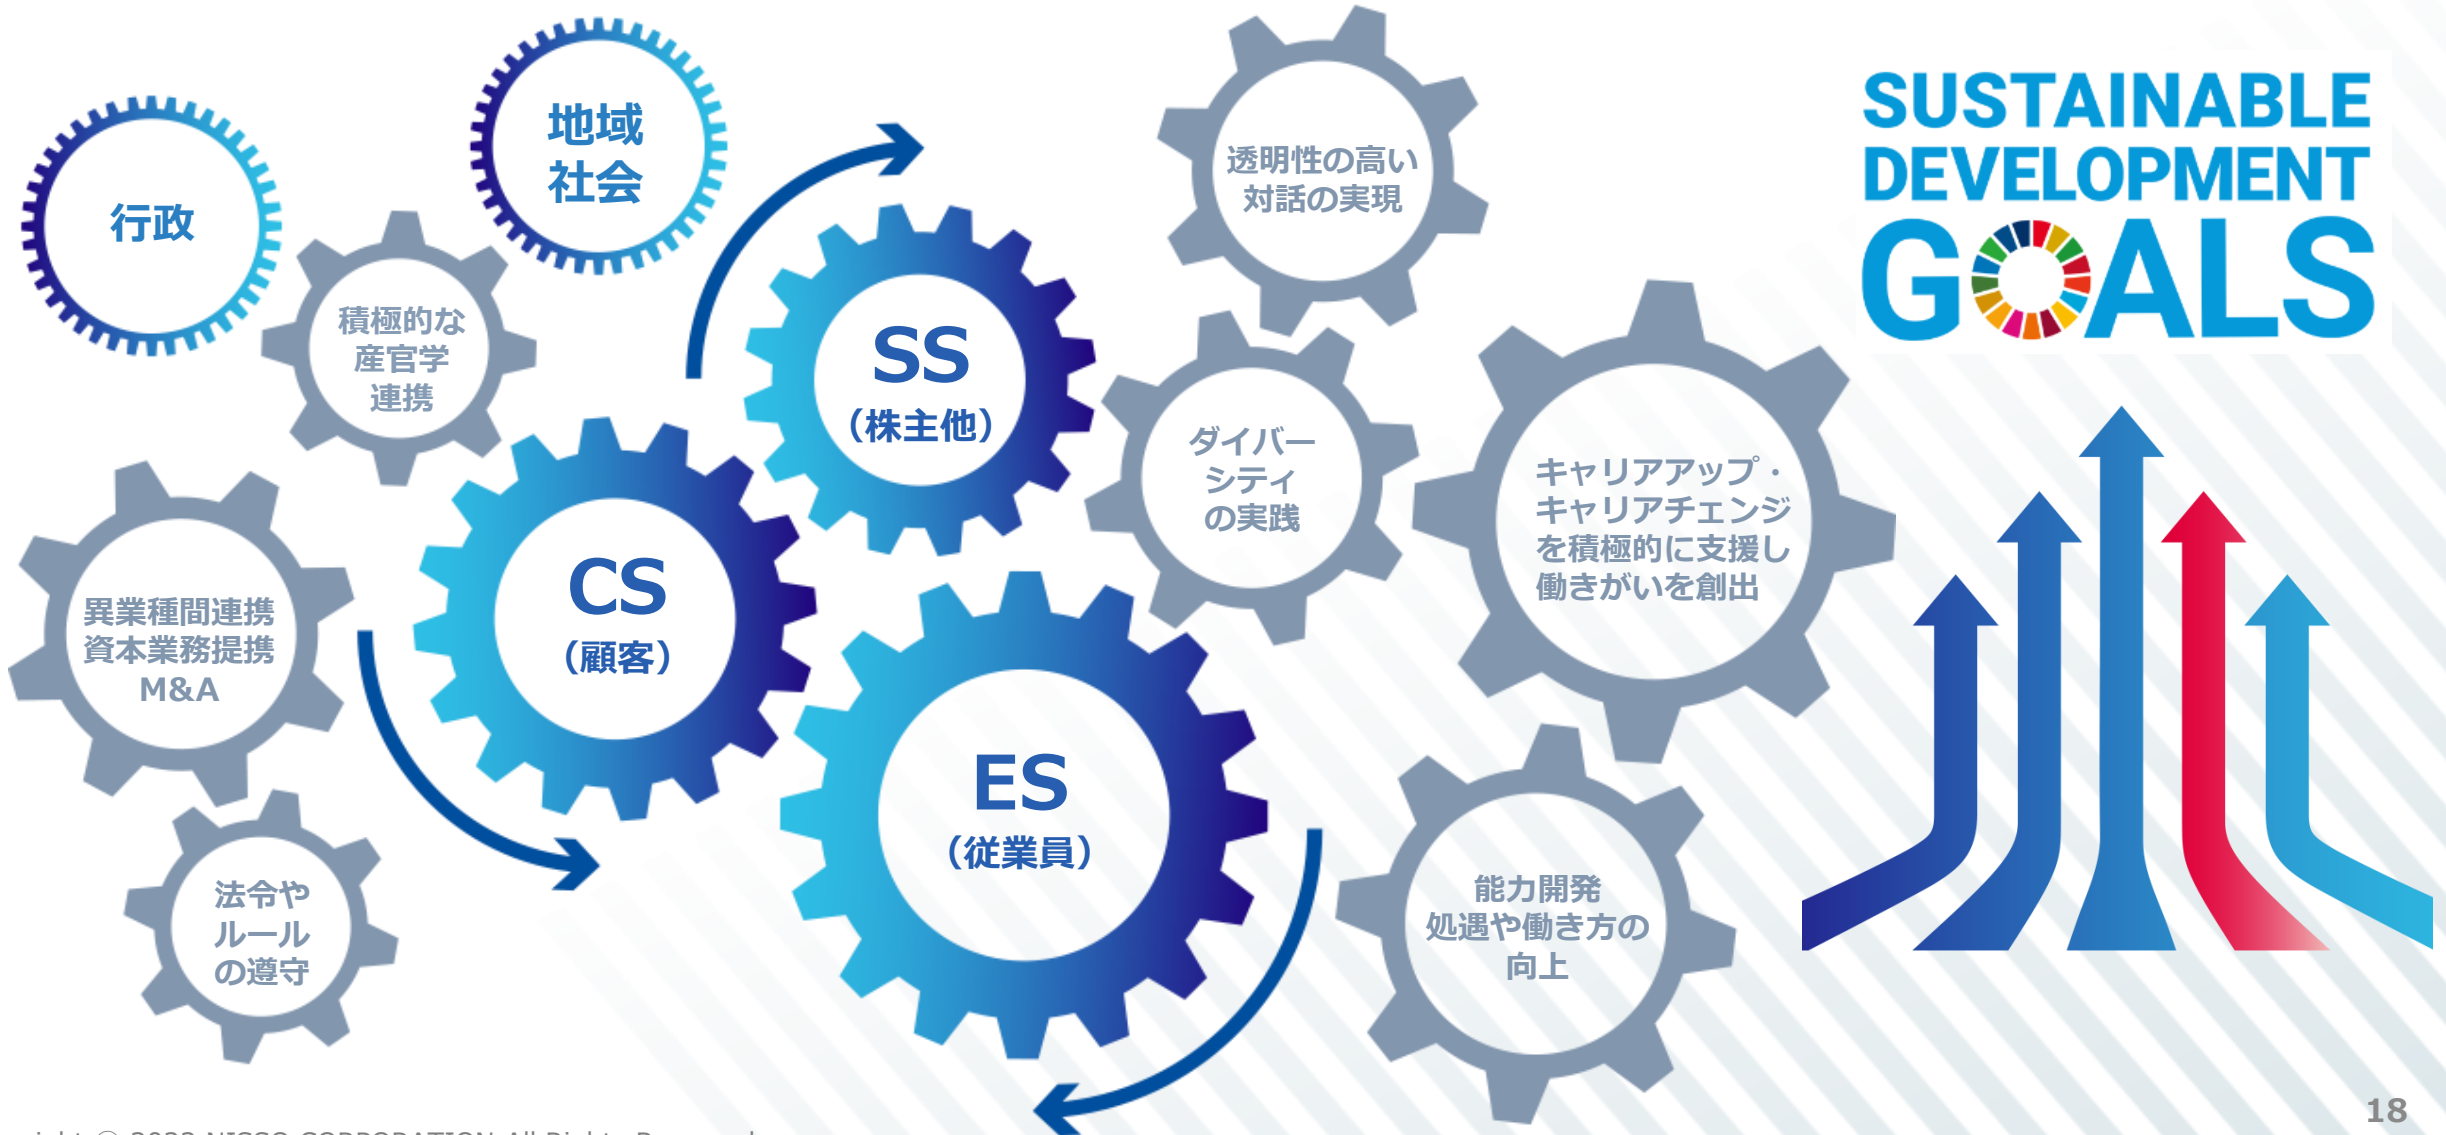 行政
地域
社会
積極的な
産官学
連携
SS
（株主他）
CS
（顧客）
ES
（従業員）
異業種間連携
資本業務提携
M&A
法令や
ルール
の遵守
透明性の高い
対話の実現
ダイバー
シティ
の実践
キャリアアップ・
キャリアチェンジ
を積極的に支援し
働きがいを創出
能力開発
処遇や働き方の
向上
SUSTAINABLE
DEVELOPMENT
GOALS
18